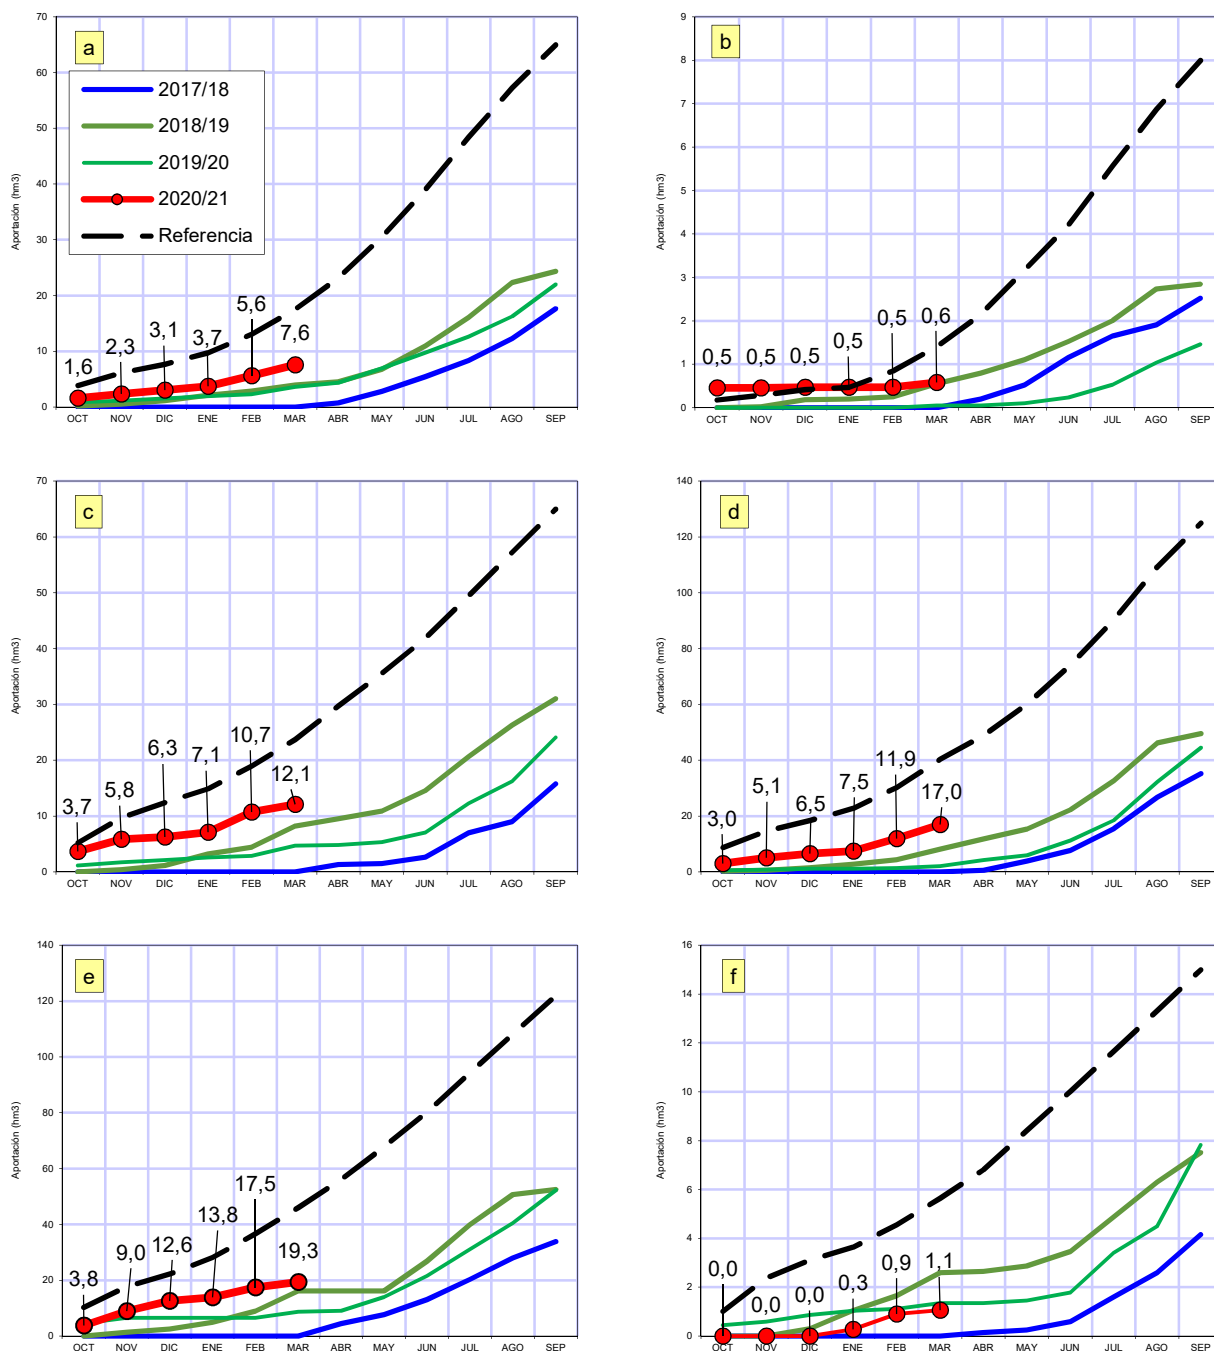 a
70
60
50
40
30
20
10
0
Aportación (hm3)
2017/18
2018/19
2019/20
2020/21
Referencia
1,6 2,3 3,1 3,7 5,6 7,6
OCT NOV DIC ENE FEB MAR ABR MAY JUN JUL AGO SEP
b
9
8
7
6
5
4
3
2
1
0
Aportación (hm3)
0,5 0,5 0,5 0,5 0,5 0,6
OCT NOV DIC ENE FEB MAR ABR MAY JUN JUL AGO SEP
c
70
60
50
40
30
20
10
0
Aportación (hm3)
3,7 5,8 6,3 7,1 10,7 12,1
OCT NOV DIC ENE FEB MAR ABR MAY JUN JUL AGO SEP
d
140
120
100
80
60
40
20
0
Aportación (hm3)
3,0 5,1 6,5 7,5 11,9 17,0
OCT NOV DIC ENE FEB MAR ABR MAY JUN JUL AGO SEP
e
140
120
100
80
60
40
20
0
Aportación (hm3)
3,8 9,0 12,6 13,8 17,5 19,3
OCT NOV DIC ENE FEB MAR ABR MAY JUN JUL AGO SEP
f
16
14
12
10
8
6
4
2
0
Aportación (hm3)
0,0 0,0 0,0 0,3 0,9 1,1
OCT NOV DIC ENE FEB MAR ABR MAY JUN JUL AGO SEP